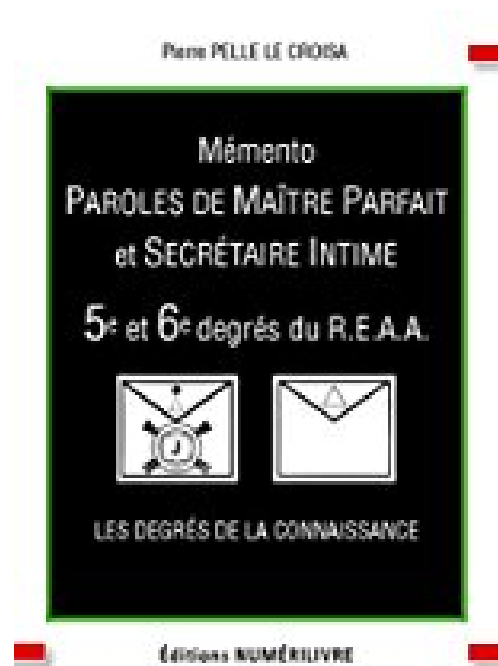 Pierre PELLE LE CROISA
Mémento
PAROLES DE MAÎTRE PARFAIT
et SECRÉTAIRE INTIME
5e et 6e degrés du R.E.A.A.
J
LES DEGRÉS DE LA CONNAISSANCE
Éditions NUMÉRILIVRE